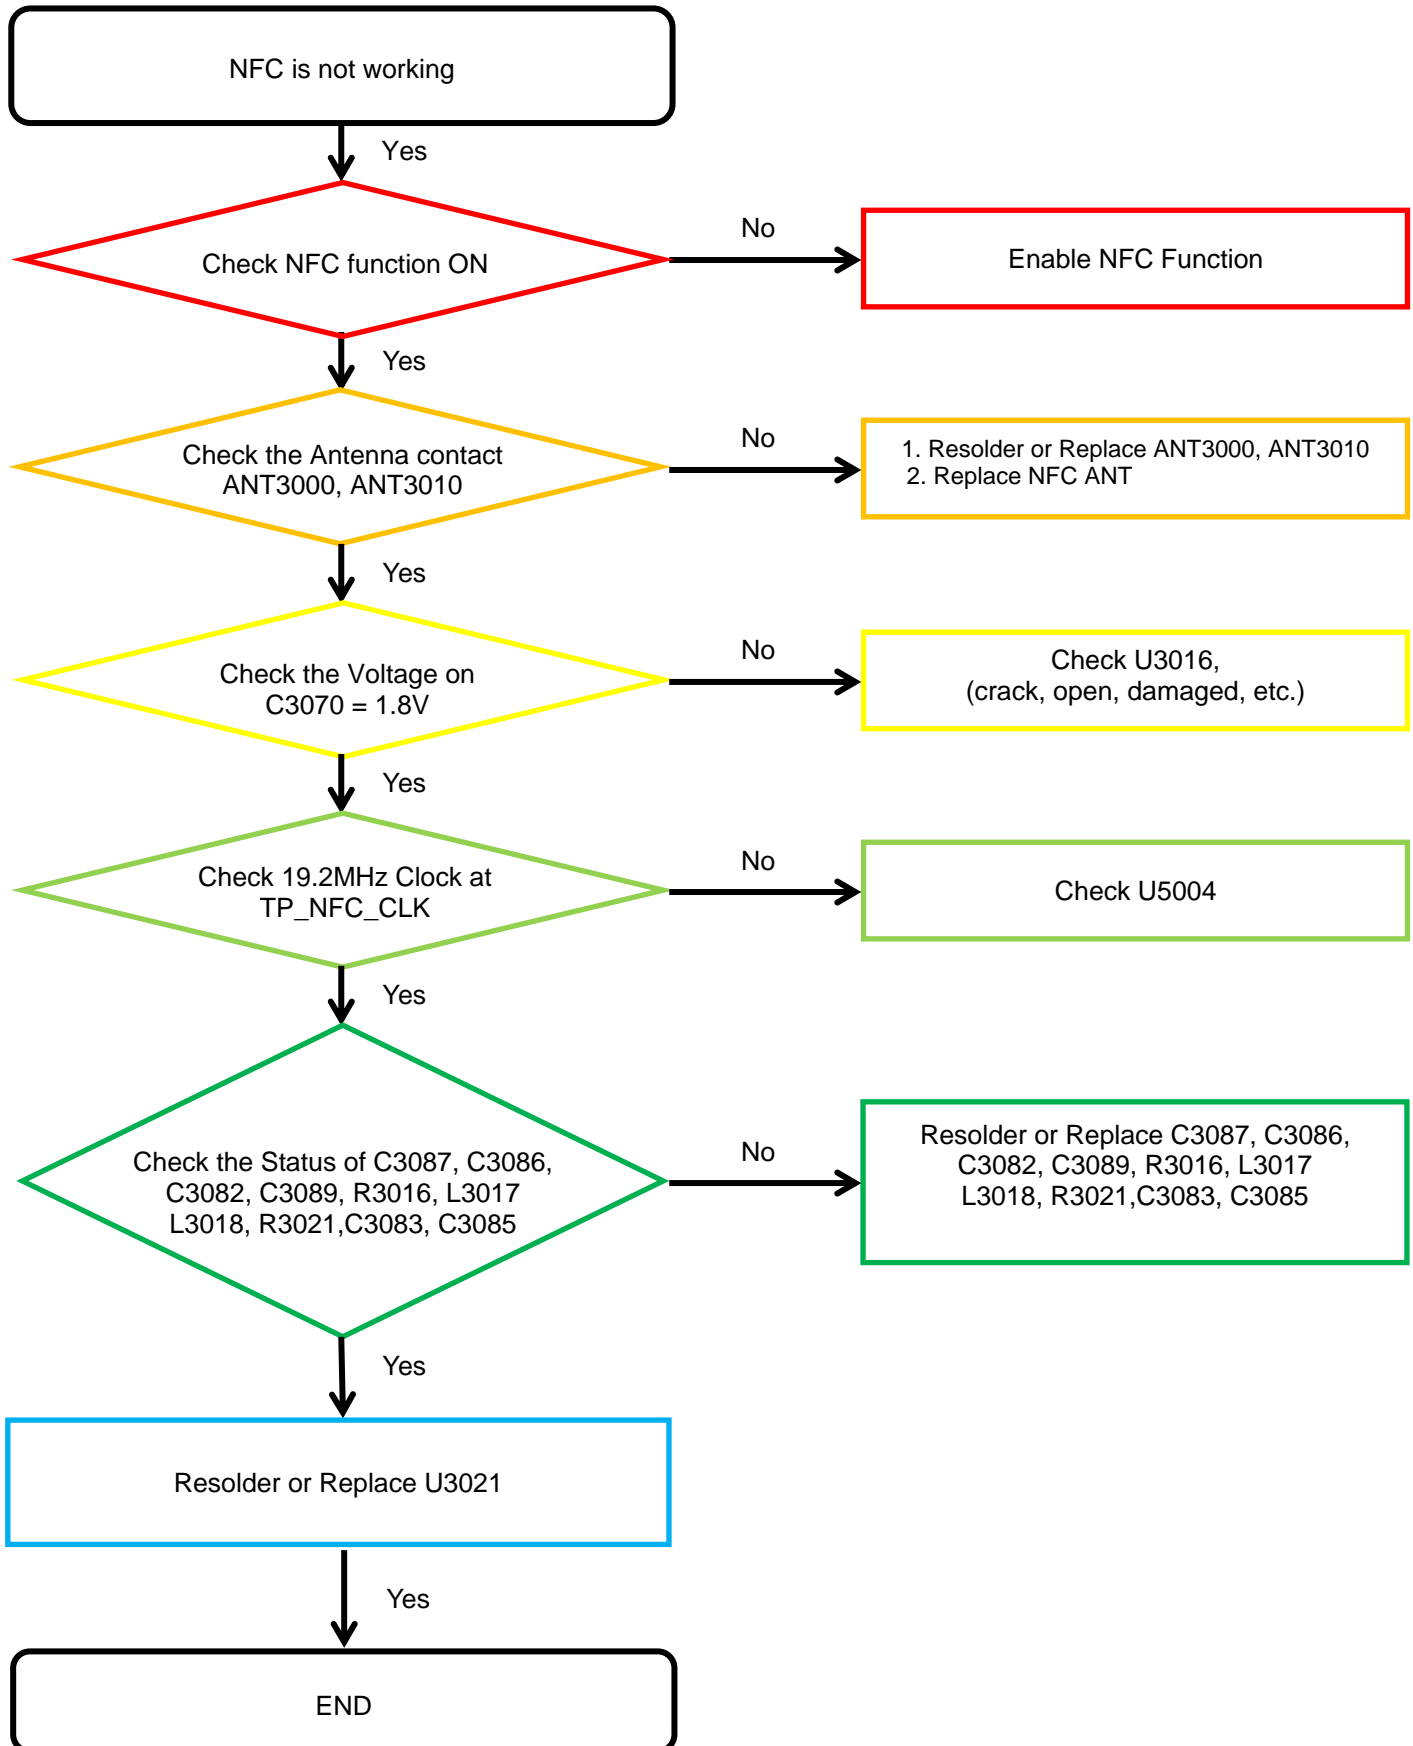 NFC is not working
Yes
Check NFC function ON
No
Enable NFC Function
Yes
Check the Antenna contact
ANT3000, ANT3010
No
1. Resolder or Replace ANT3000, ANT3010
2. Replace NFC ANT
Yes
Check the Voltage on
C3070 = 1.8V
No
Check U3016,
(crack, open, damaged, etc.)
Yes
Check 19.2MHz Clock at
TP_NFC_CLK
No
Check U5004
Yes
Check the Status of C3087, C3086,
C3082, C3089, R3016, L3017
L3018, R3021,C3083, C3085
No
Resolder or Replace C3087, C3086,
C3082, C3089, R3016, L3017
L3018, R3021,C3083, C3085
Yes
Resolder or Replace U3021
Yes
END